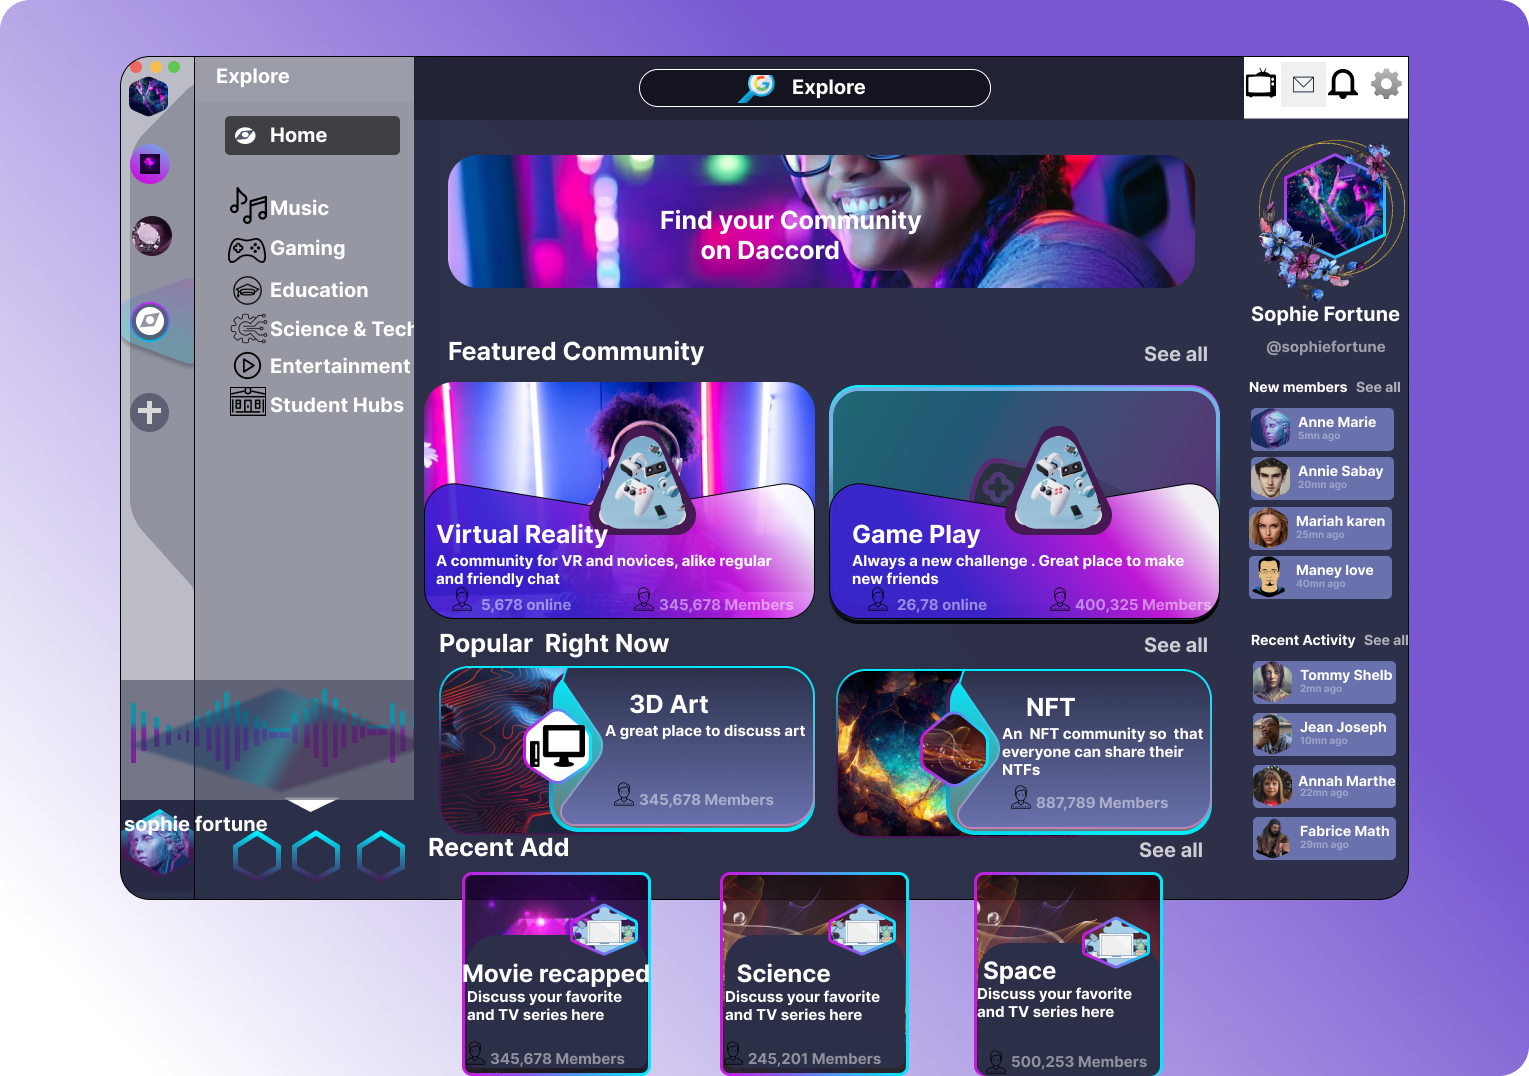 Explore
Home
Music
Gaming
Education
Science & Tech
Entertainment
Student Hubs
sophie fortune
Explore
Find your Community
on Daccord
Featured Community
See all
Virtual Reality
A community for VR and novices, alike regular
and friendly chat
5,678 online
345,678 Members
Game Play
Always a new challenge . Great place to make
new friends
26,78 online
400,325 Members
Popular Right Now
See all
3D Art
A great place to discuss art
345,678 Members
NFT
An NFT community so that
everyone can share their
NTFs
887,789 Members
Recent Add
See all
Movie recapped
Discuss your favorite
and TV series here
345,678 Members
Science
Discuss your favorite
and TV series here
245,201 Members
Space
Discuss your favorite
and TV series here
500,253 Members
Sophie Fortune
@sophiefortune
New members See all
Anne Marie
5mn ago
Annie Sabay
20mn ago
Mariah karen
25mn ago
Maney love
40mn ago
Recent Activity See all
Tommy Shelb
2mn ago
Jean Joseph
10mn ago
Annah Marthe
22mn ago
Fabrice Math
29mn ago